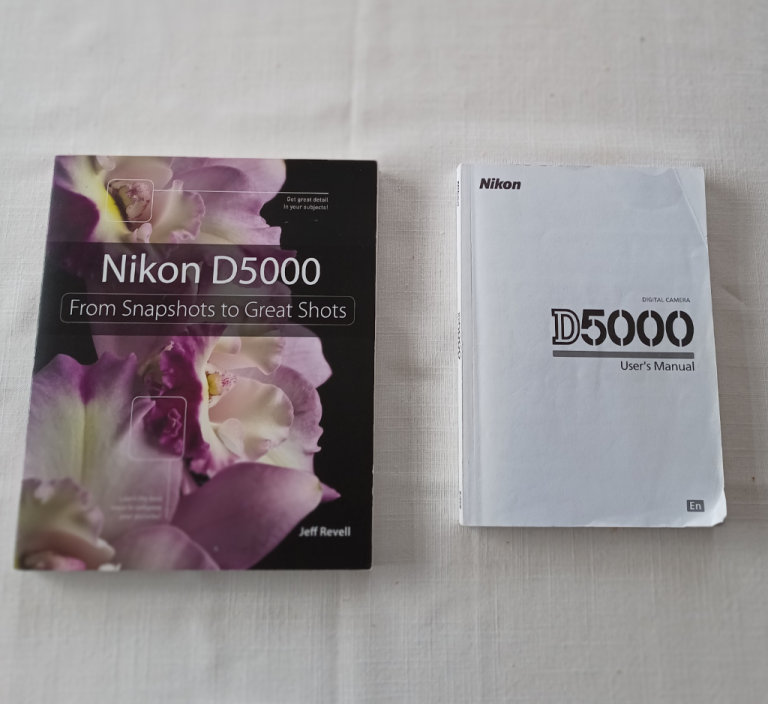 Get great detail
in your subjects!
Nikon D5000
From Snapshots to Great Shots
Jeff Revell
Nikon
DIGITAL CAMERA
D5000
User's Manual
En